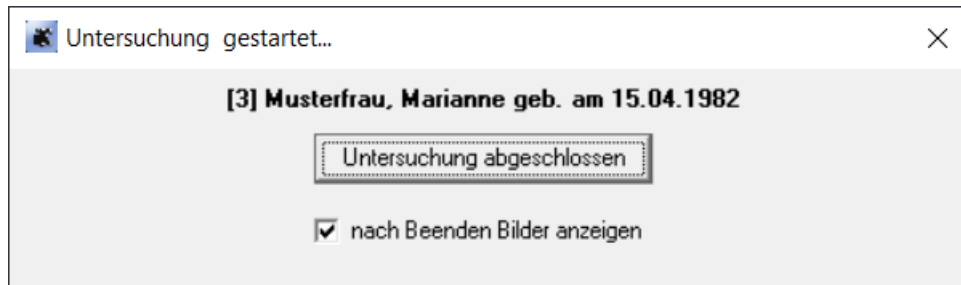 Untersuchung gestartet...
[3] Musterfrau, Marianne geb. am 15.04.1982
Untersuchung abgeschlossen
nach Beenden Bilder anzeigen